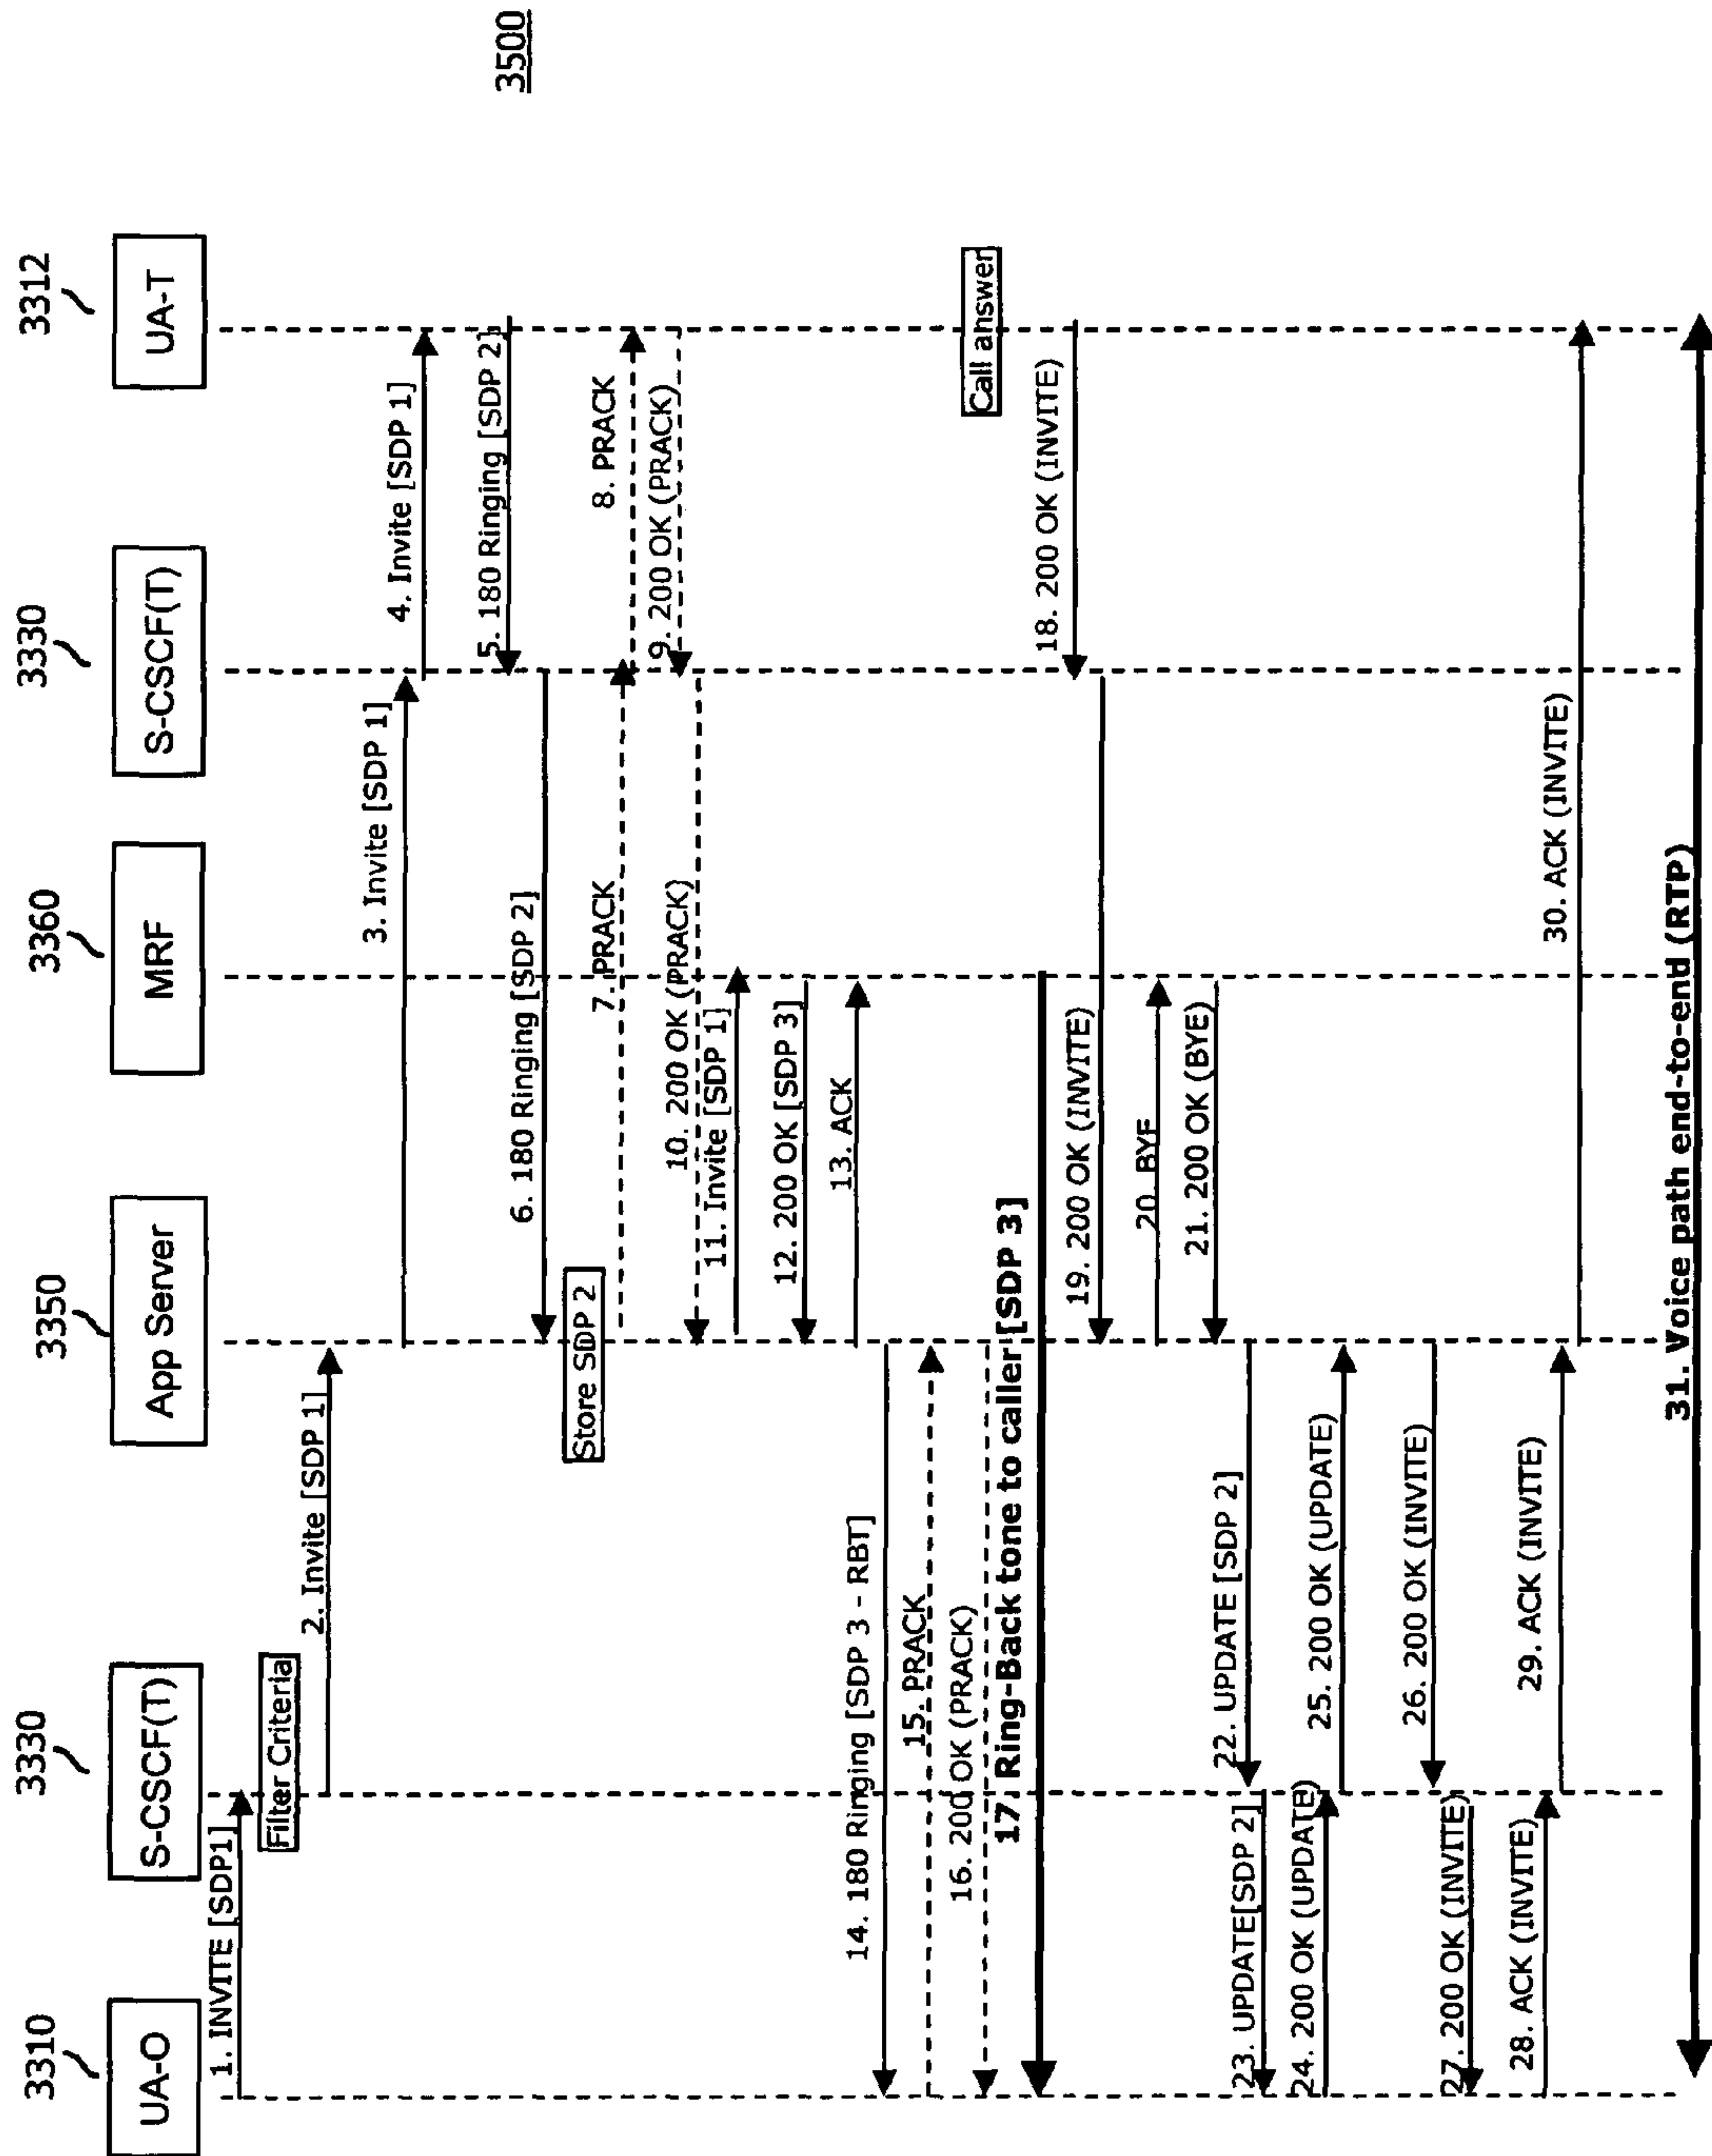 3310
3330
3350
3360
3330
3312
UA-O
S-CSCF(T)
App Server
MRF
S-CSCF(T)
UA-T
1. INVITE [SDP1]
Filter Criteria
2. Invite [SDP 1]
3. Invite [SDP 1]
4. Invite [SDP 1]
5. 180 Ringing [SDP 2]
6. 180 Ringing [SDP 2]
Store SDP 2
7. PRACK
8. PRACK
9. 200 OK (PRACK)
10. 200 OK (PRACK)
11. Invite [SDP 1]
12. 200 OK [SDP 3]
13. ACK
14. 180 Ringing [SDP 3 - RBT]
15. PRACK
16. 200 OK (PRACK)
17. Ring-Back tone to caller [SDP 3]
Call answer
18. 200 OK (INVITE)
19. 200 OK (INVITE)
20. BYE
21. 200 OK (BYE)
22. UPDATE [SDP 2]
23. UPDATE[SDP 2]
24. 200 OK (UPDATE)
25. 200 OK (UPDATE)
26. 200 OK (INVITE)
27. 200 OK (INVITE)
28. ACK (INVITE)
29. ACK (INVITE)
30. ACK (INVITE)
31. Voice path end-to-end (RTP)
3500